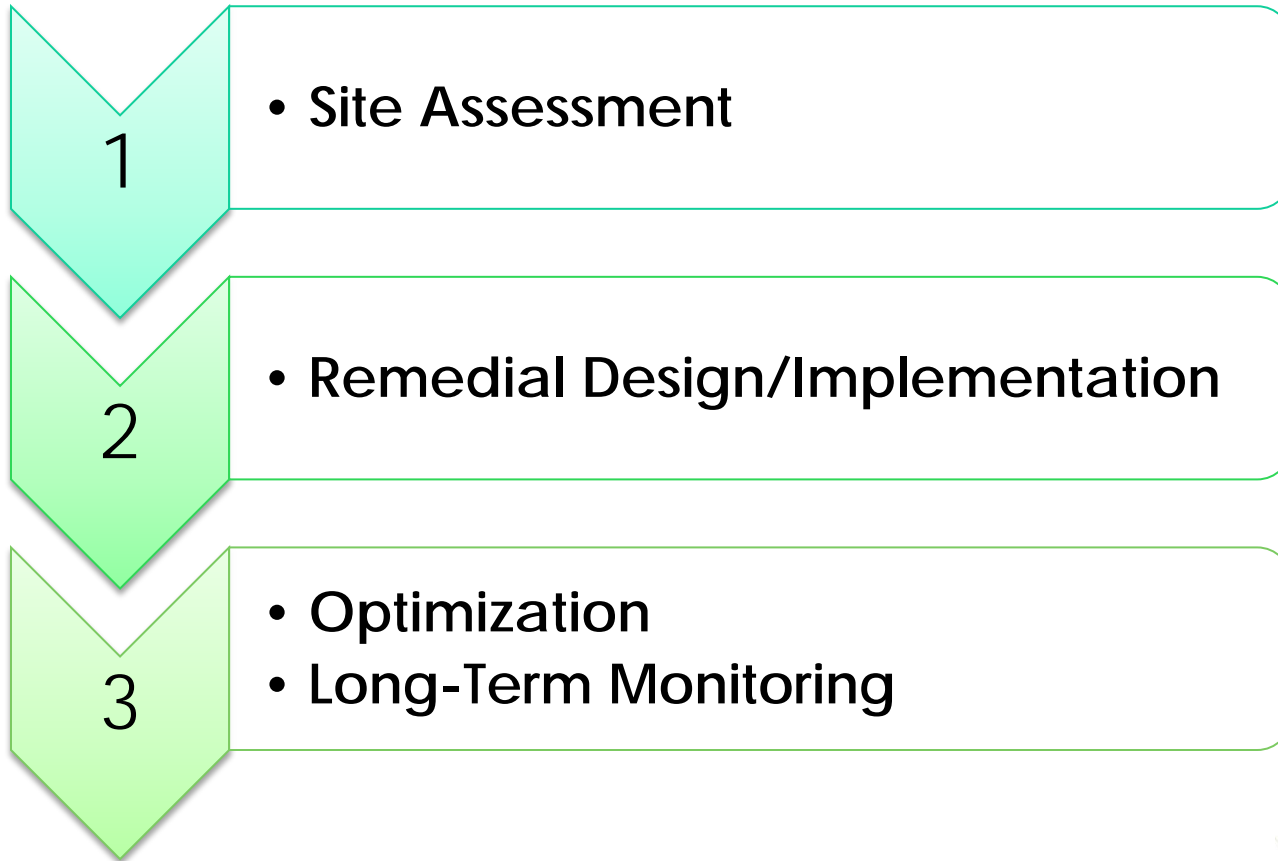 1
• Site Assessment
2
• Remedial Design/Implementation
3
• Optimization
• Long-Term Monitoring